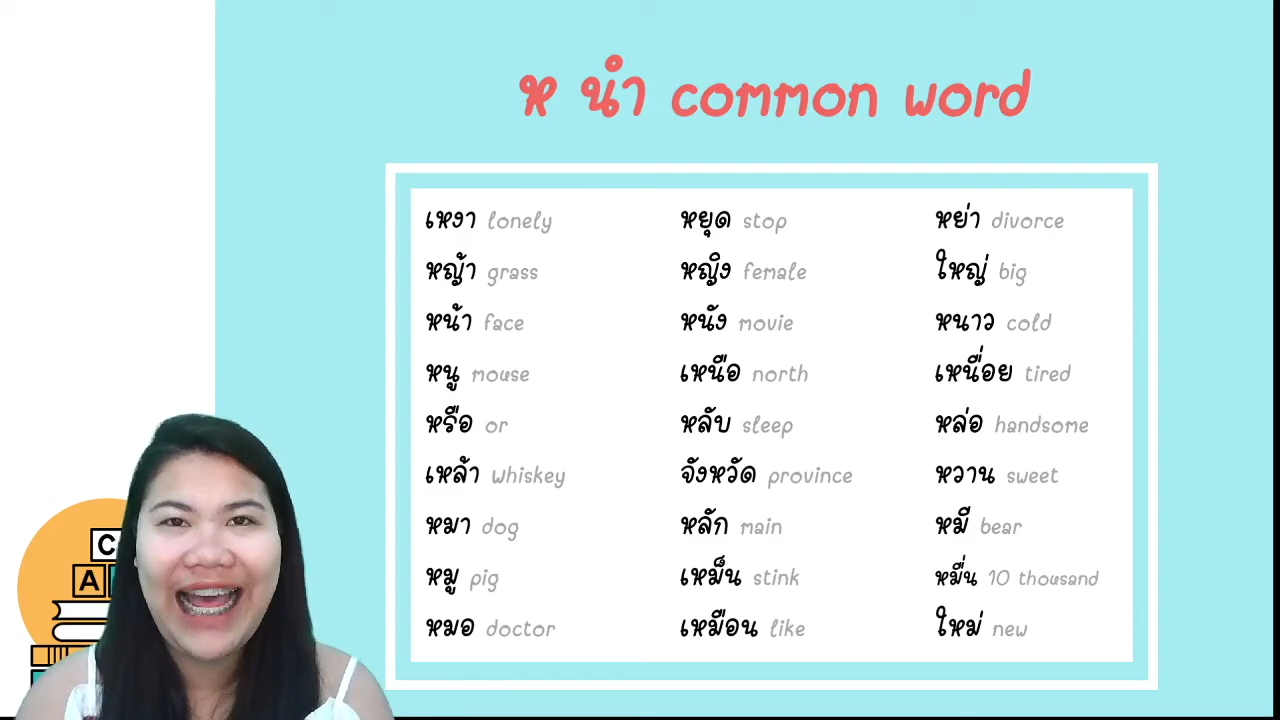 ห นำ common word
เหงา lonely หยุด stop หย่า divorce
หญ้า grass หญิง female ใหญ่ big
หน้า face หนัง movie หนาว cold
หนู mouse เหนือ north เหนื่อย tired
หรือ or หลับ sleep หล่อ handsome
เหล้า whiskey จังหวัด province หวาน sweet
หมา dog หลัก main หมี bear
หมู pig เหม็น stink หมื่น 10 thousand
หมอ doctor เหมือน like ใหม่ new
C
A